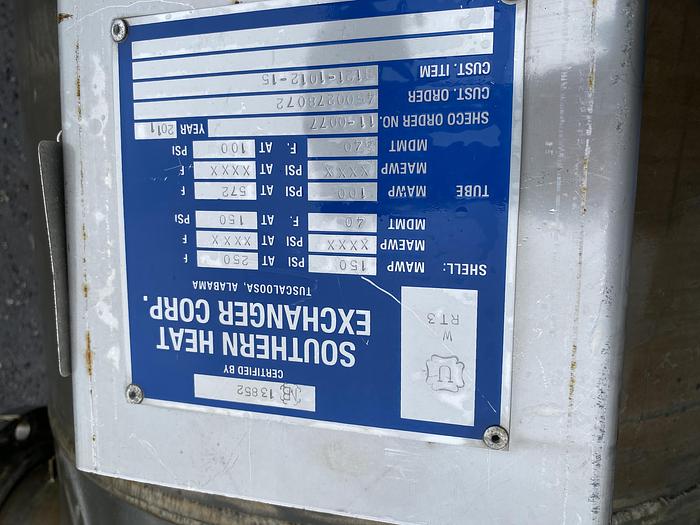 NB 13852
CERTIFIED BY
U
W
RT3
SOUTHERN HEAT
EXCHANGER CORP.
TUSCALOOSA, ALABAMA
SHELL: MAWP 150 PSI AT 250 F
MAEWP XXXX PSI AT XXXX F
MDMT 40 F. AT 150 PSI
TUBE MAWP 100 PSI AT 572 F
MAEWP XXXX PSI AT XXXX F
MDMT 40 F. AT 100 PSI
SHECO ORDER NO. 11-0077 YEAR 2011
CUST. ORDER 4500278072
CUST. ITEM